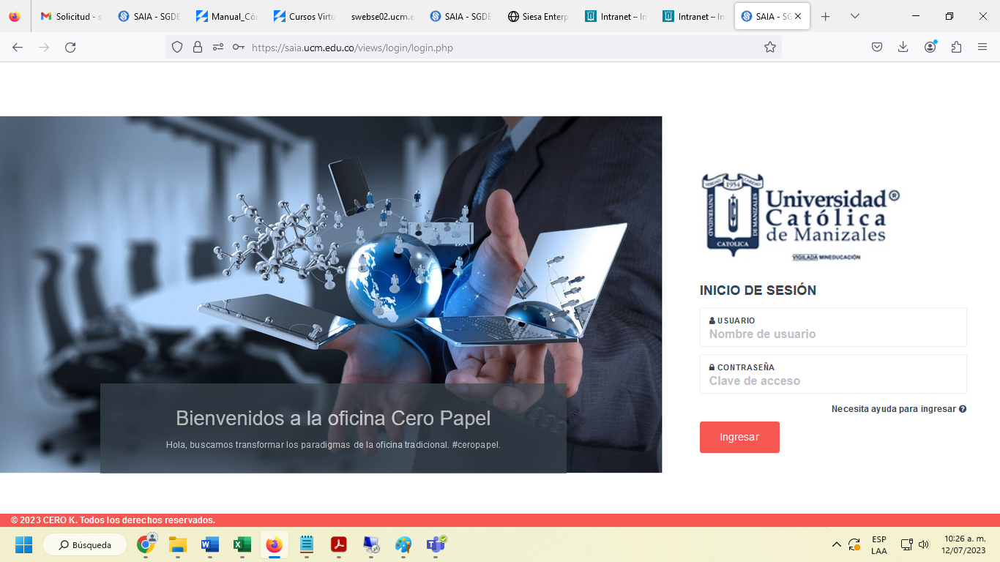 Solicitud - s
SAIA - SGDE
Manual_Cór
Cursos Virtu
swebse02.ucm.e
SAIA - SGDE
Siesa Enterp
Intranet – In
Intranet – In
SAIA - SGD
https://saia.ucm.edu.co/views/login/login.php
VERDAD
1954
CARIDAD
UNIVERSIDAD
DE MANIZALES
CATOLICA
Universidad®
Católica
de Manizales
VIGILADA MINEDUCACIÓN
INICIO DE SESIÓN
USUARIO
Nombre de usuario
CONTRASEÑA
Clave de acceso
Necesita ayuda para ingresar
Ingresar
Bienvenidos a la oficina Cero Papel
Hola, buscamos transformar los paradigmas de la oficina tradicional. #ceropapel.
© 2023 CERO K. Todos los derechos reservados.
Búsqueda
ESP
LAA
10:26 a. m.
12/07/2023